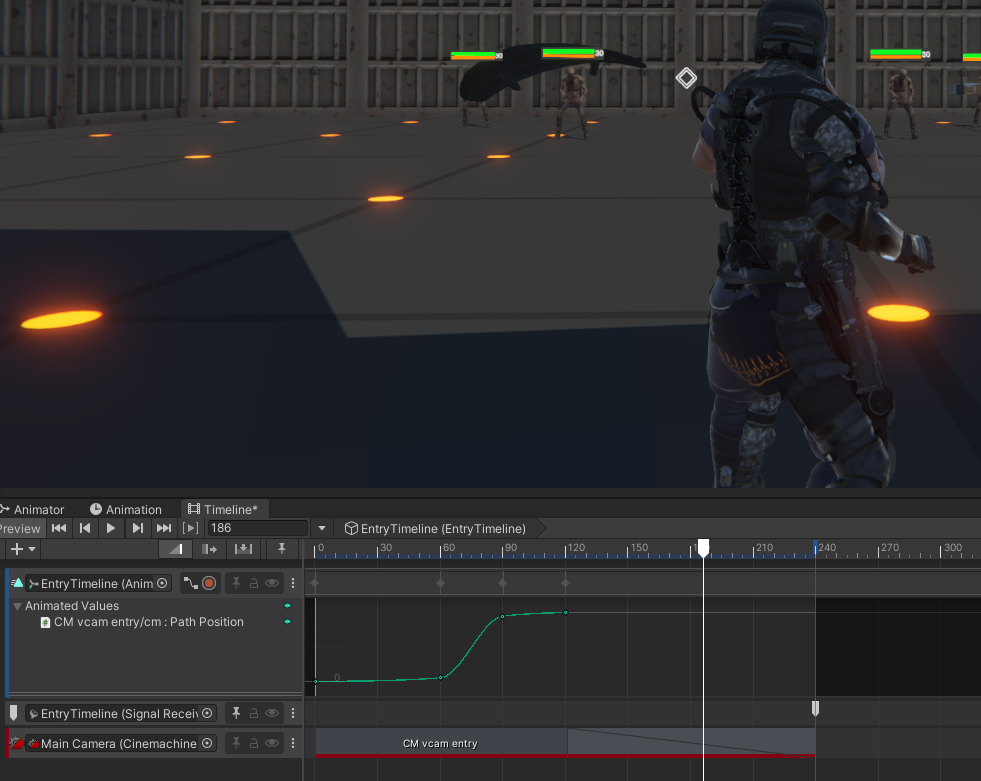 30 30 30
Animator Animation Timeline*
Preview 186 EntryTimeline (EntryTimeline)
0 30 60 90 120 150 210 240 270 300
EntryTimeline (Anim
Animated Values
CM vcam entry/cm : Path Position
0
EntryTimeline (Signal Receiv
Main Camera (Cinemachine
CM vcam entry